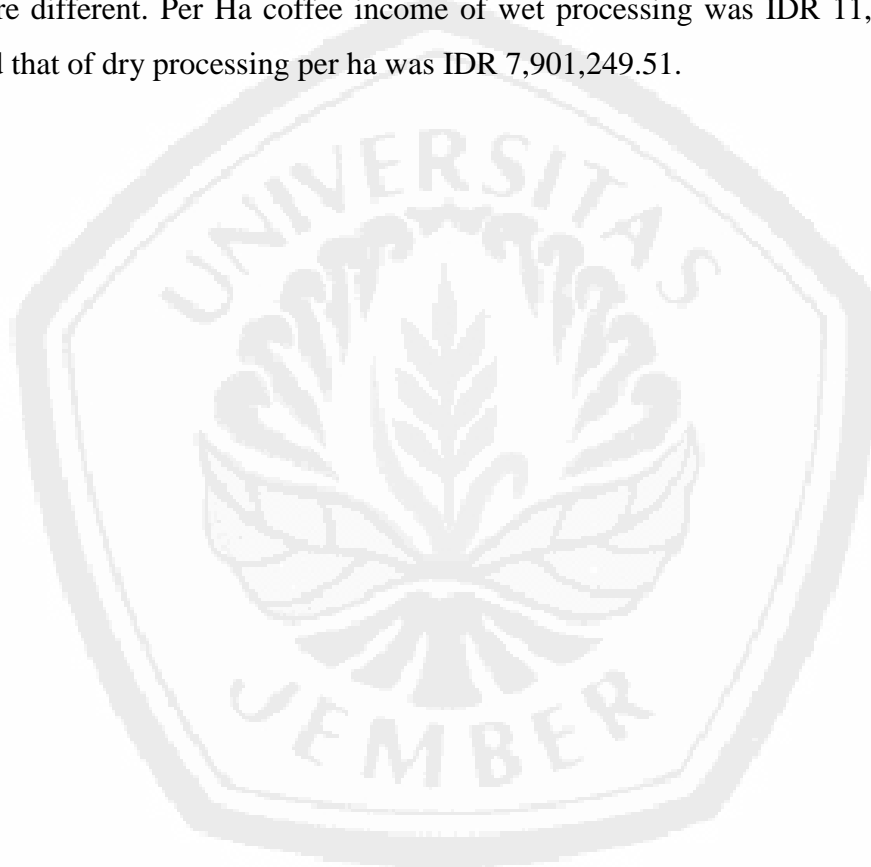 re different. Per Ha coffee income of wet processing was IDR 11,
d that of dry processing per ha was IDR 7,901,249.51.
UNIVERSITAS
JEMBER